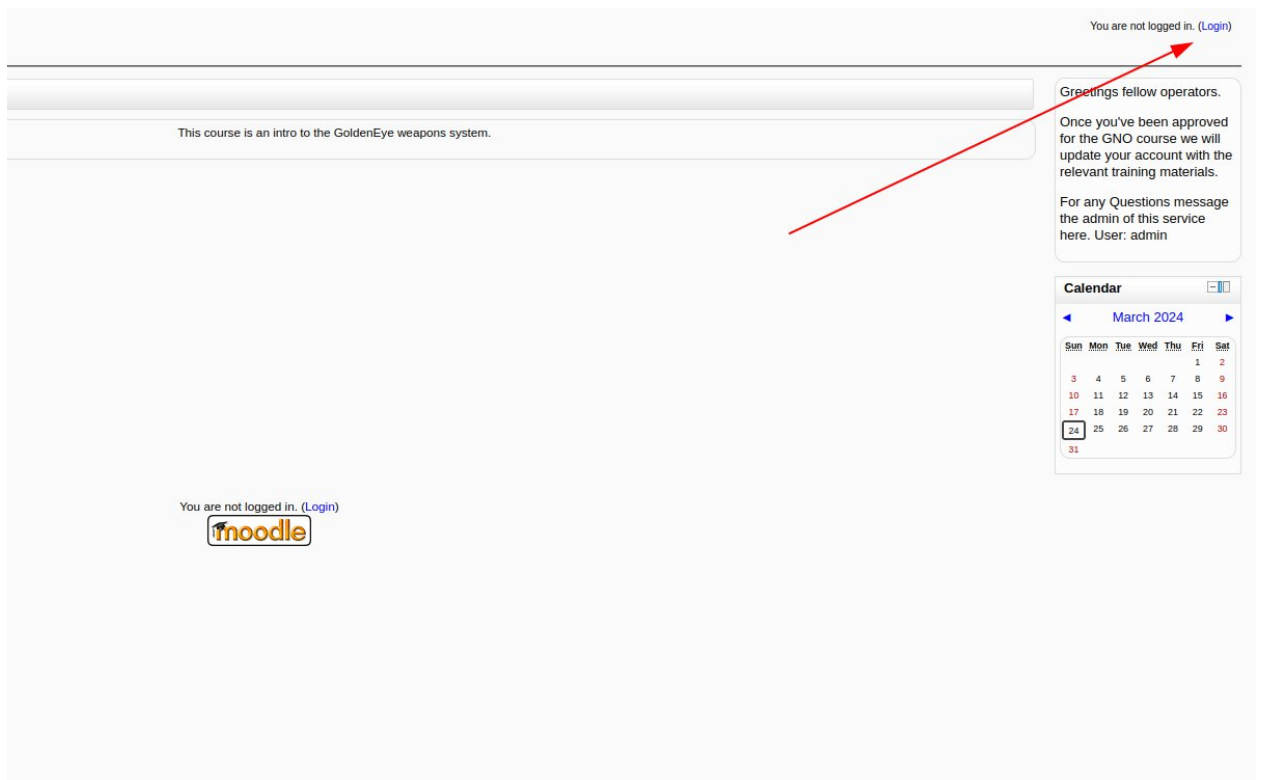 You are not logged in. (Login)
This course is an intro to the GoldenEye weapons system.
Greetings fellow operators.
Once you've been approved
for the GNO course we will
update your account with the
relevant training materials.
For any Questions message
the admin of this service
here. User: admin
Calendar
◄ March 2024 ►
Sun Mon Tue Wed Thu Fri Sat
1 2
3 4 5 6 7 8 9
10 11 12 13 14 15 16
17 18 19 20 21 22 23
24 25 26 27 28 29 30
31
You are not logged in. (Login)
moodle